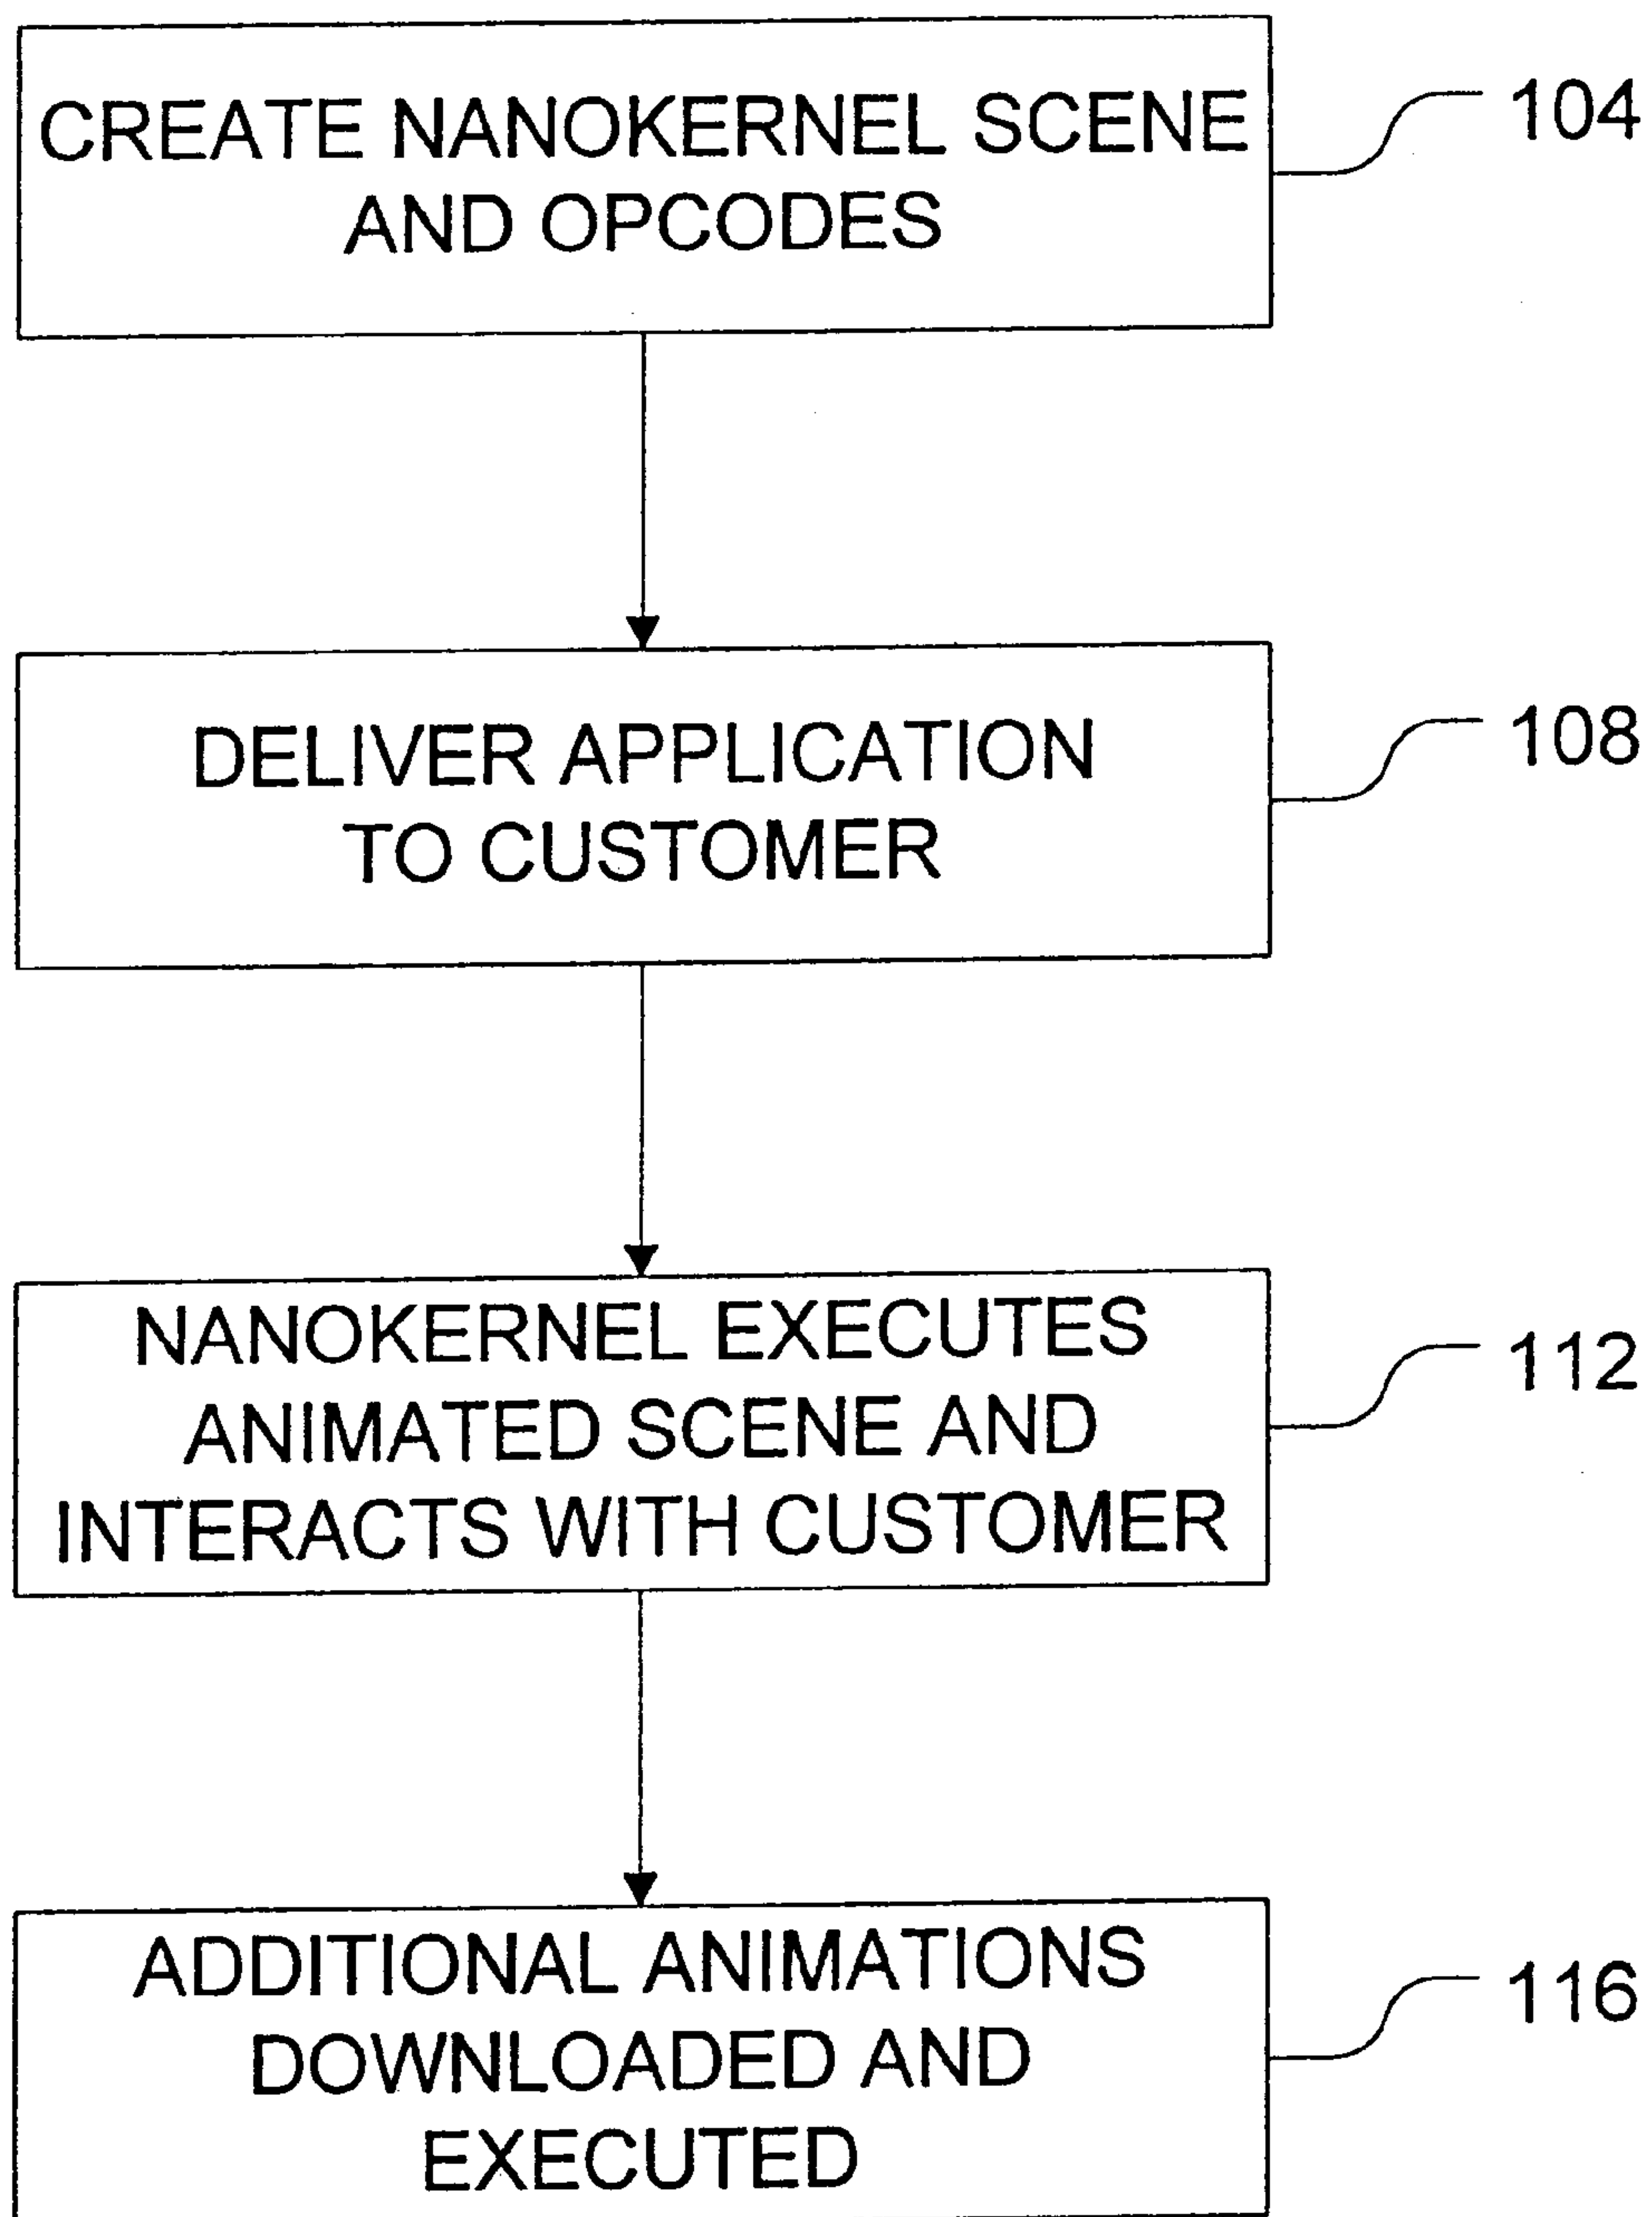 CREATE NANOKERNEL SCENE
AND OPCODES
104
DELIVER APPLICATION
TO CUSTOMER
108
NANOKERNEL EXECUTES
ANIMATED SCENE AND
INTERACTS WITH CUSTOMER
112
ADDITIONAL ANIMATIONS
DOWNLOADED AND
EXECUTED
116